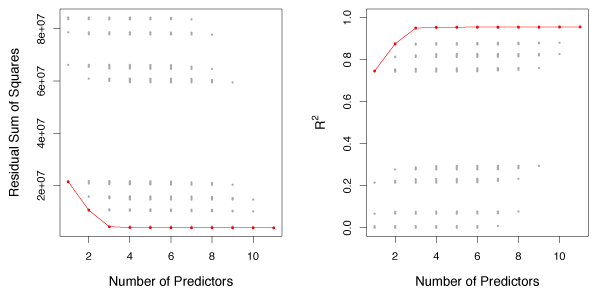 Residual Sum of Squares
8e+07
6e+07
4e+07
2e+07
2 4 6 8 10
Number of Predictors
R²
1.0
0.8
0.6
0.4
0.2
0.0
2 4 6 8 10
Number of Predictors